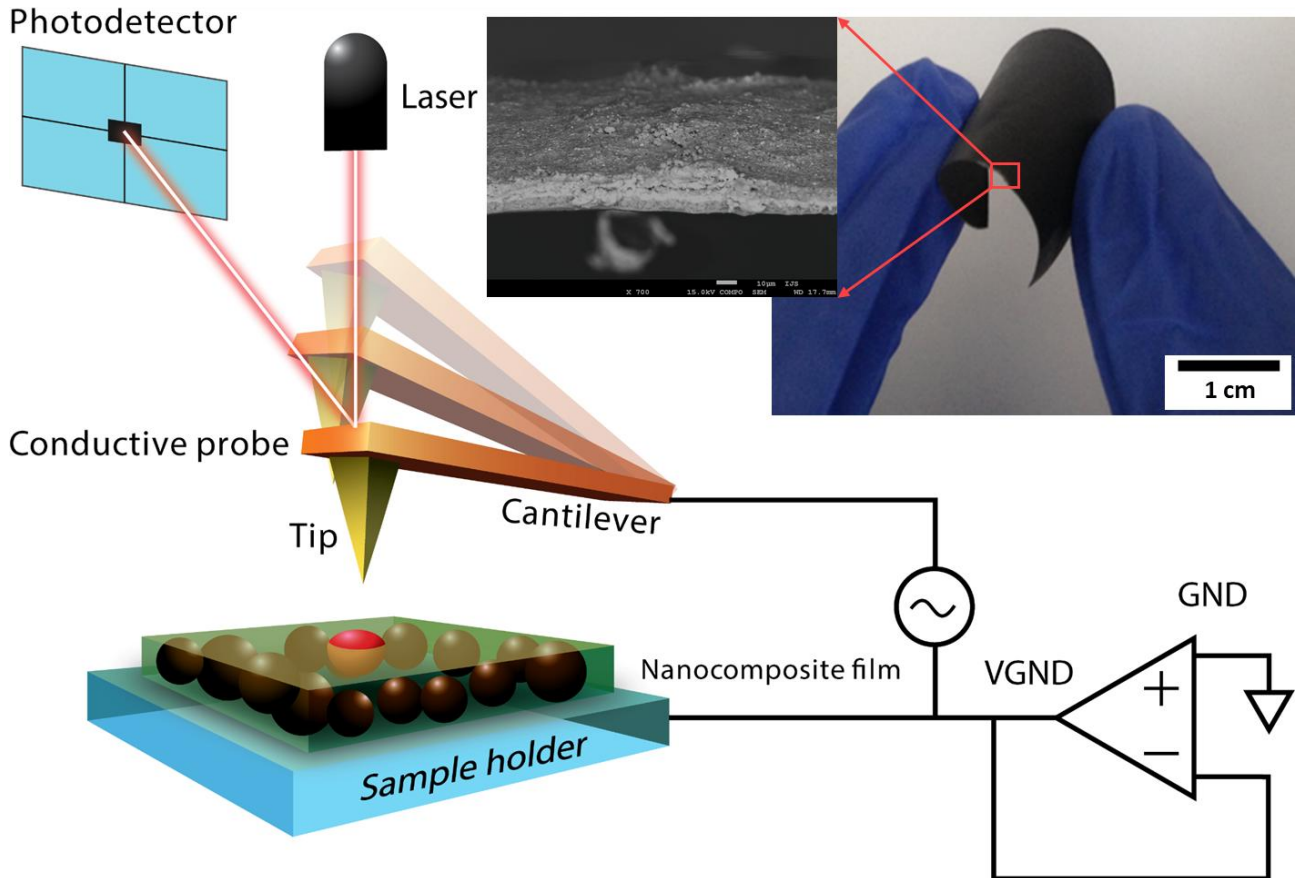 Photodetector
Laser
X 700
10μm IJS
15.0kV COMPO SEM WD 17.7mm
1 cm
Conductive probe
Cantilever
Tip
GND
Nanocomposite film
VGND
+
−
Sample holder